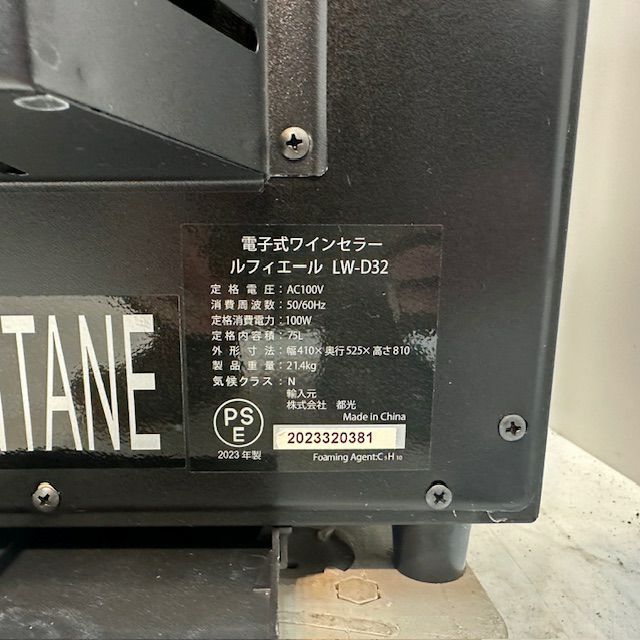 電子式ワインセラー
ルフィエール LW-D32
定格電圧：AC100V
消費周波数：50/60Hz
定格消費電力：100W
定格内容積：75L
外形寸法：幅410×奥行525×高さ810
製品重量：21.4kg
気候クラス：N
輸入元
株式会社 都光
Made in China
PS
E
2023320381
2023年製
Foaming Agent:C5H10
TANE